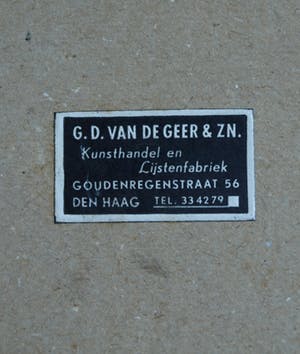 G. D. VAN DE GEER & ZN.
Kunsthandel en
Lijstenfabriek
GOUDENREGENSTRAAT 56
DEN HAAG TEL. 334279